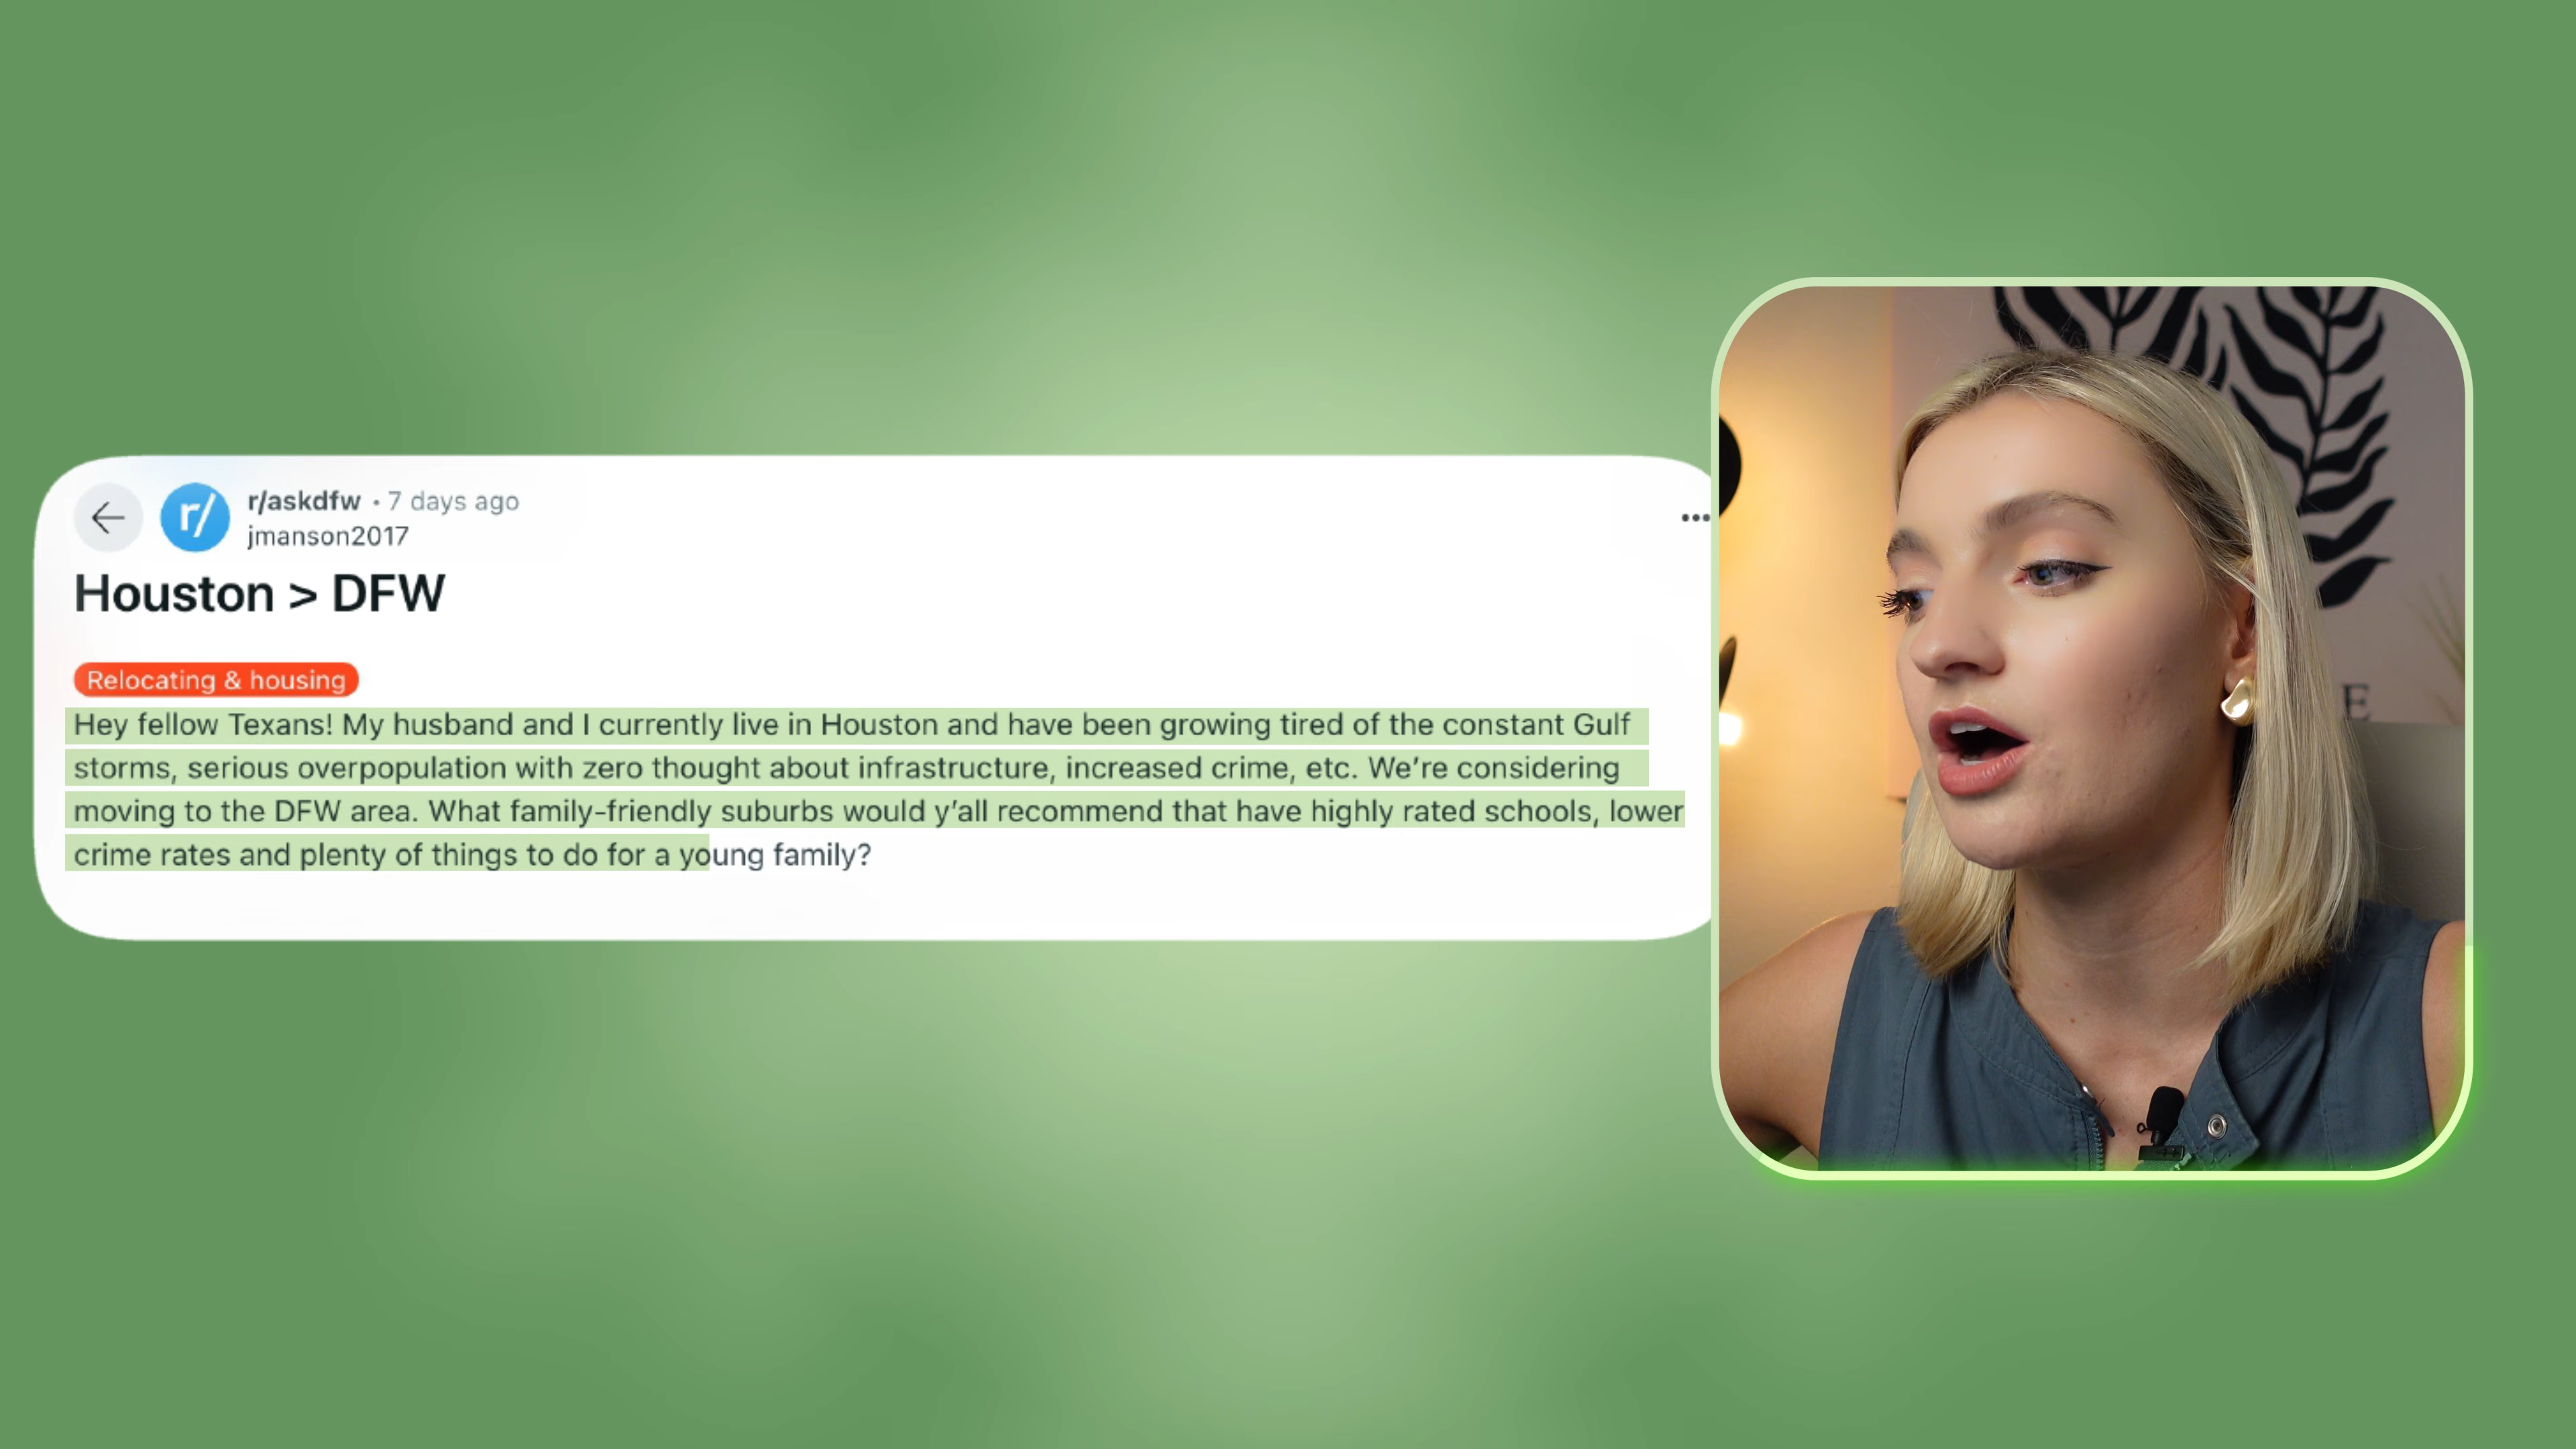 r/askdfw • 7 days ago
jmanson2017
Houston > DFW
Relocating & housing
Hey fellow Texans! My husband and I currently live in Houston and have been growing tired of the constant Gulf
storms, serious overpopulation with zero thought about infrastructure, increased crime, etc. We’re considering
moving to the DFW area. What family-friendly suburbs would y’all recommend that have highly rated schools, lower
crime rates and plenty of things to do for a young family?